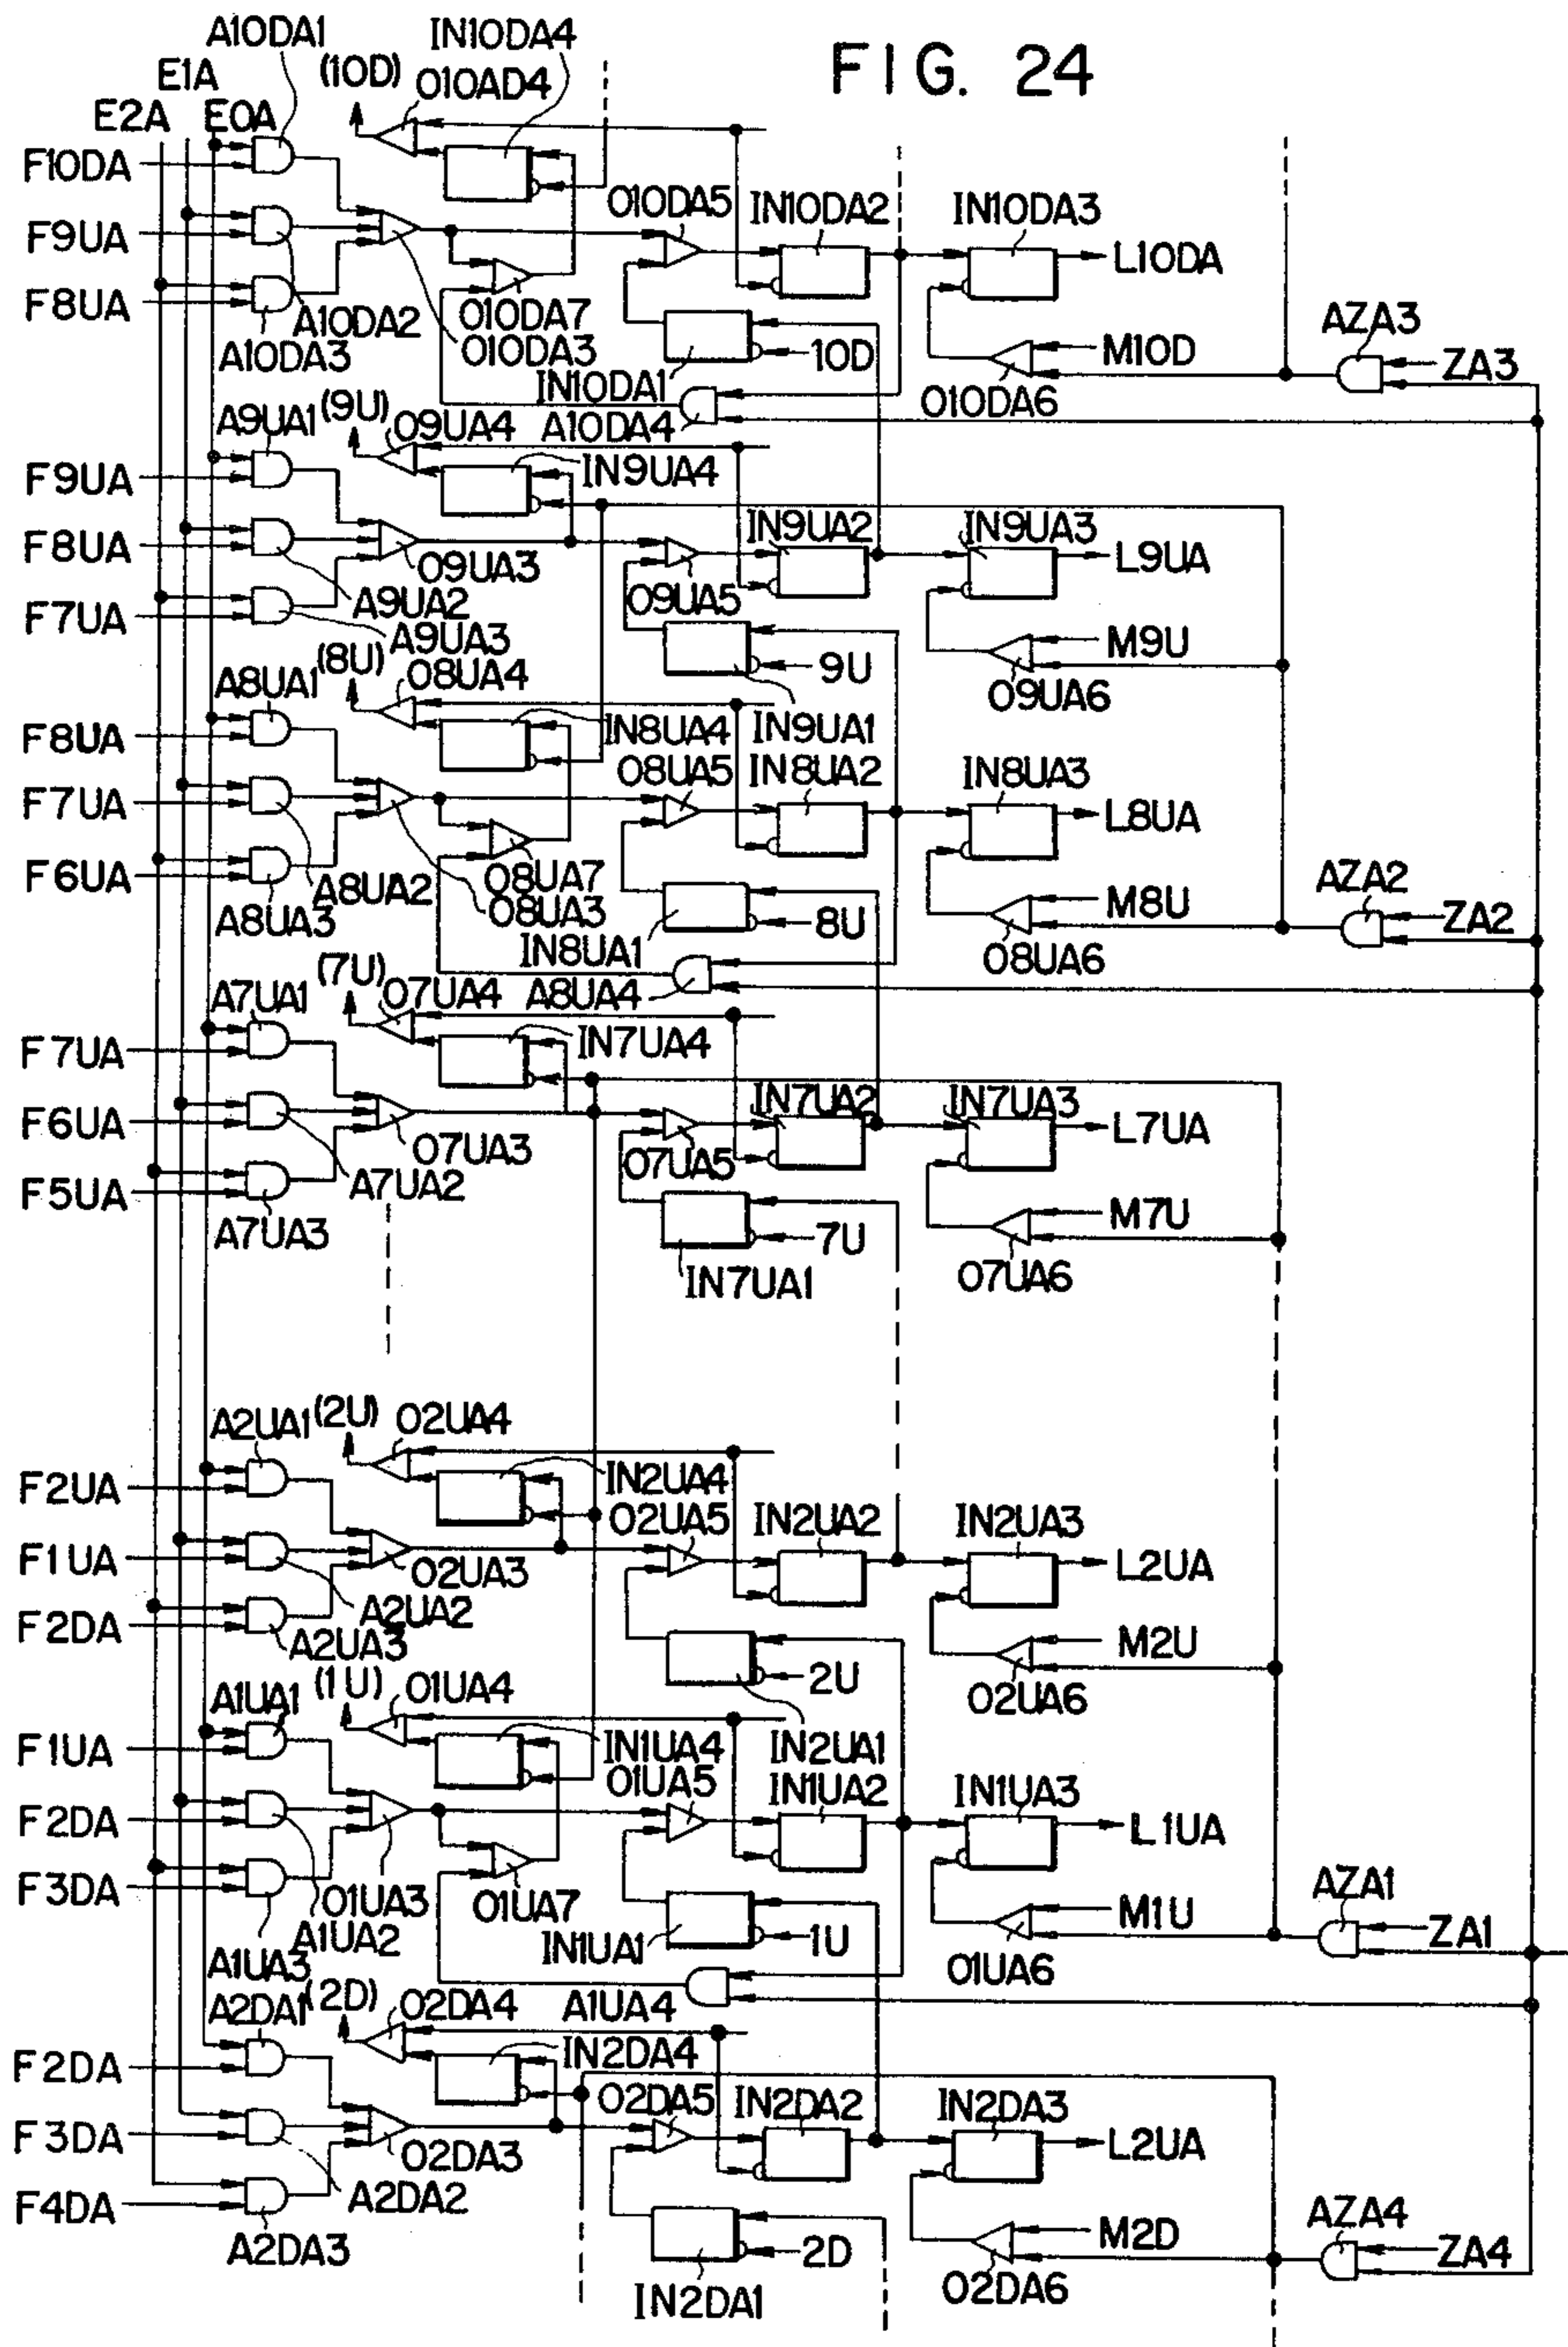 FIG. 24
A10DA1
IN10DA4
E1A
(10D)
O10AD4
E2A
E0A
F10DA
F9UA
F8UA
O10DA5
IN10DA2
IN10DA3
L10DA
A10DA2
O10DA7
A10DA3
O10DA3
10D
M10D
AZA3
ZA3
IN10DA1
O10DA6
A9UA1
(9U)
O9UA4
A10DA4
F9UA
IN9UA4
F8UA
IN9UA2
IN9UA3
O9UA3
L9UA
A9UA2
O9UA5
F7UA
A9UA3
M9U
(8U)
O8UA4
9U
A8UA1
O9UA6
F8UA
IN8UA4
IN9UA1
O8UA5
IN8UA2
IN8UA3
F7UA
L8UA
F6UA
A8UA2
O8UA7
AZA2
A8UA3
O8UA3
8U
M8U
ZA2
IN8UA1
O8UA6
(7U)
A7UA1
O7UA4
A8UA4
F7UA
IN7UA4
F6UA
IN7UA2
IN7UA3
O7UA3
L7UA
F5UA
A7UA2
O7UA5
A7UA3
7U
M7U
IN7UA1
O7UA6
A2UA1
(2U)
O2UA4
F2UA
IN2UA4
O2UA5
IN2UA2
IN2UA3
F1UA
O2UA3
L2UA
F2DA
A2UA2
A2UA3
2U
M2U
A1UA1
(1U)
O1UA4
O2UA6
F1UA
IN1UA4
IN2UA1
O1UA5
IN1UA2
IN1UA3
F2DA
L1UA
F3DA
O1UA3
O1UA7
AZA1
A1UA2
IN1UA1
1U
M1U
ZA1
A1UA3
O1UA6
A2DA1
(2D)
O2DA4
A1UA4
F2DA
IN2DA4
O2DA5
IN2DA2
IN2DA3
F3DA
O2DA3
L2UA
F4DA
A2DA2
A2DA3
2D
M2D
AZA4
ZA4
IN2DA1
O2DA6